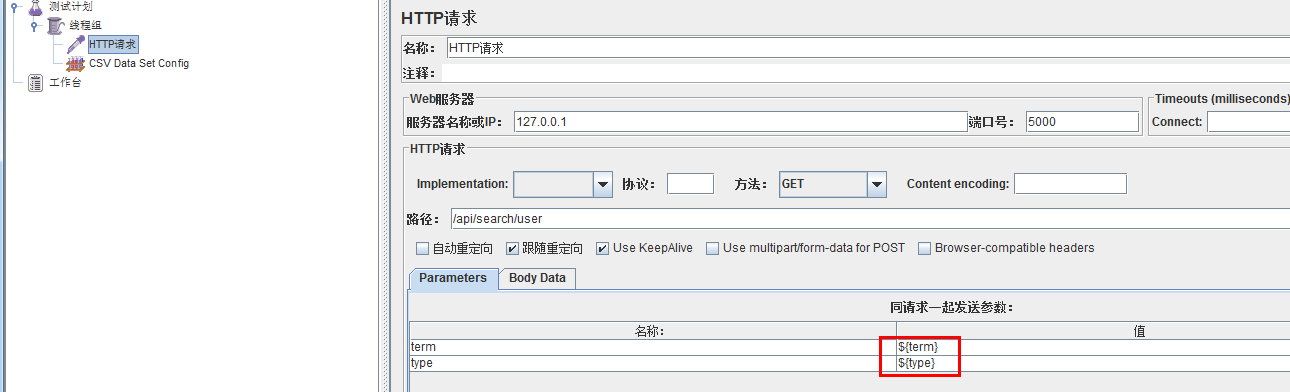 测试计划
线程组
HTTP请求
CSV Data Set Config
工作台
HTTP请求
名称： HTTP请求
注释：
Web服务器
Timeouts (milliseconds)
服务器名称或IP： 127.0.0.1 端口号： 5000
Connect:
HTTP请求
Implementation: 协议： 方法： GET Content encoding:
路径： /api/search/user
自动重定向 跟随重定向 Use KeepAlive Use multipart/form-data for POST Browser-compatible headers
Parameters Body Data
同请求一起发送参数：
名称： 值
term ${term}
type ${type}